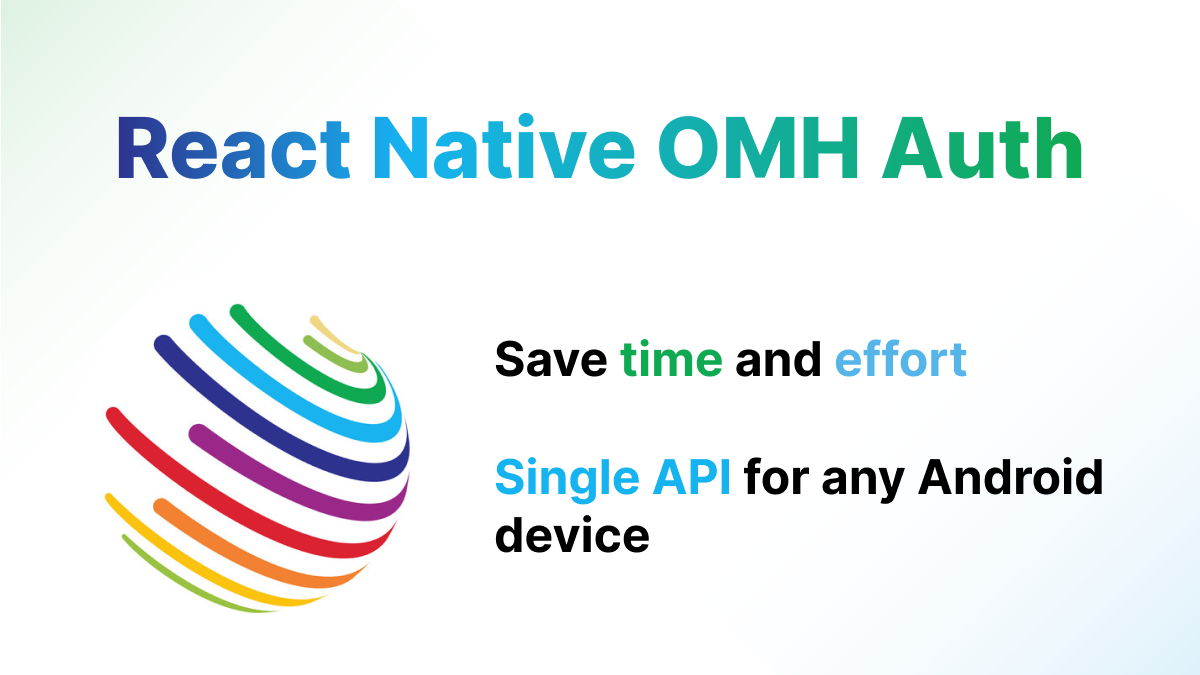 React Native OMH Auth
Save time and effort
Single API for any Android
device